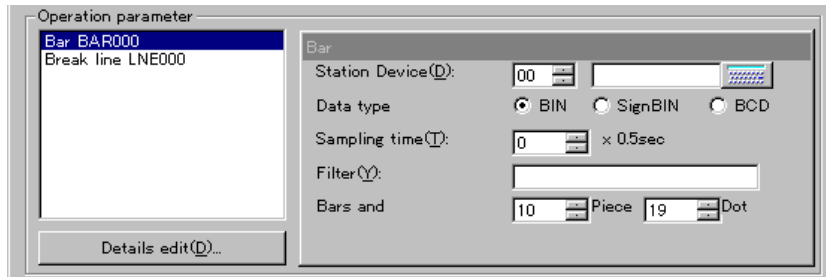 Operation parameter
Bar BAR000
Break line LNE000
Details edit(D)...
Bar
Station Device(D): 00
Data type BIN SignBIN BCD
Sampling time(T): 0 × 0.5sec
Filter(Y):
Bars and 10 Piece 19 Dot